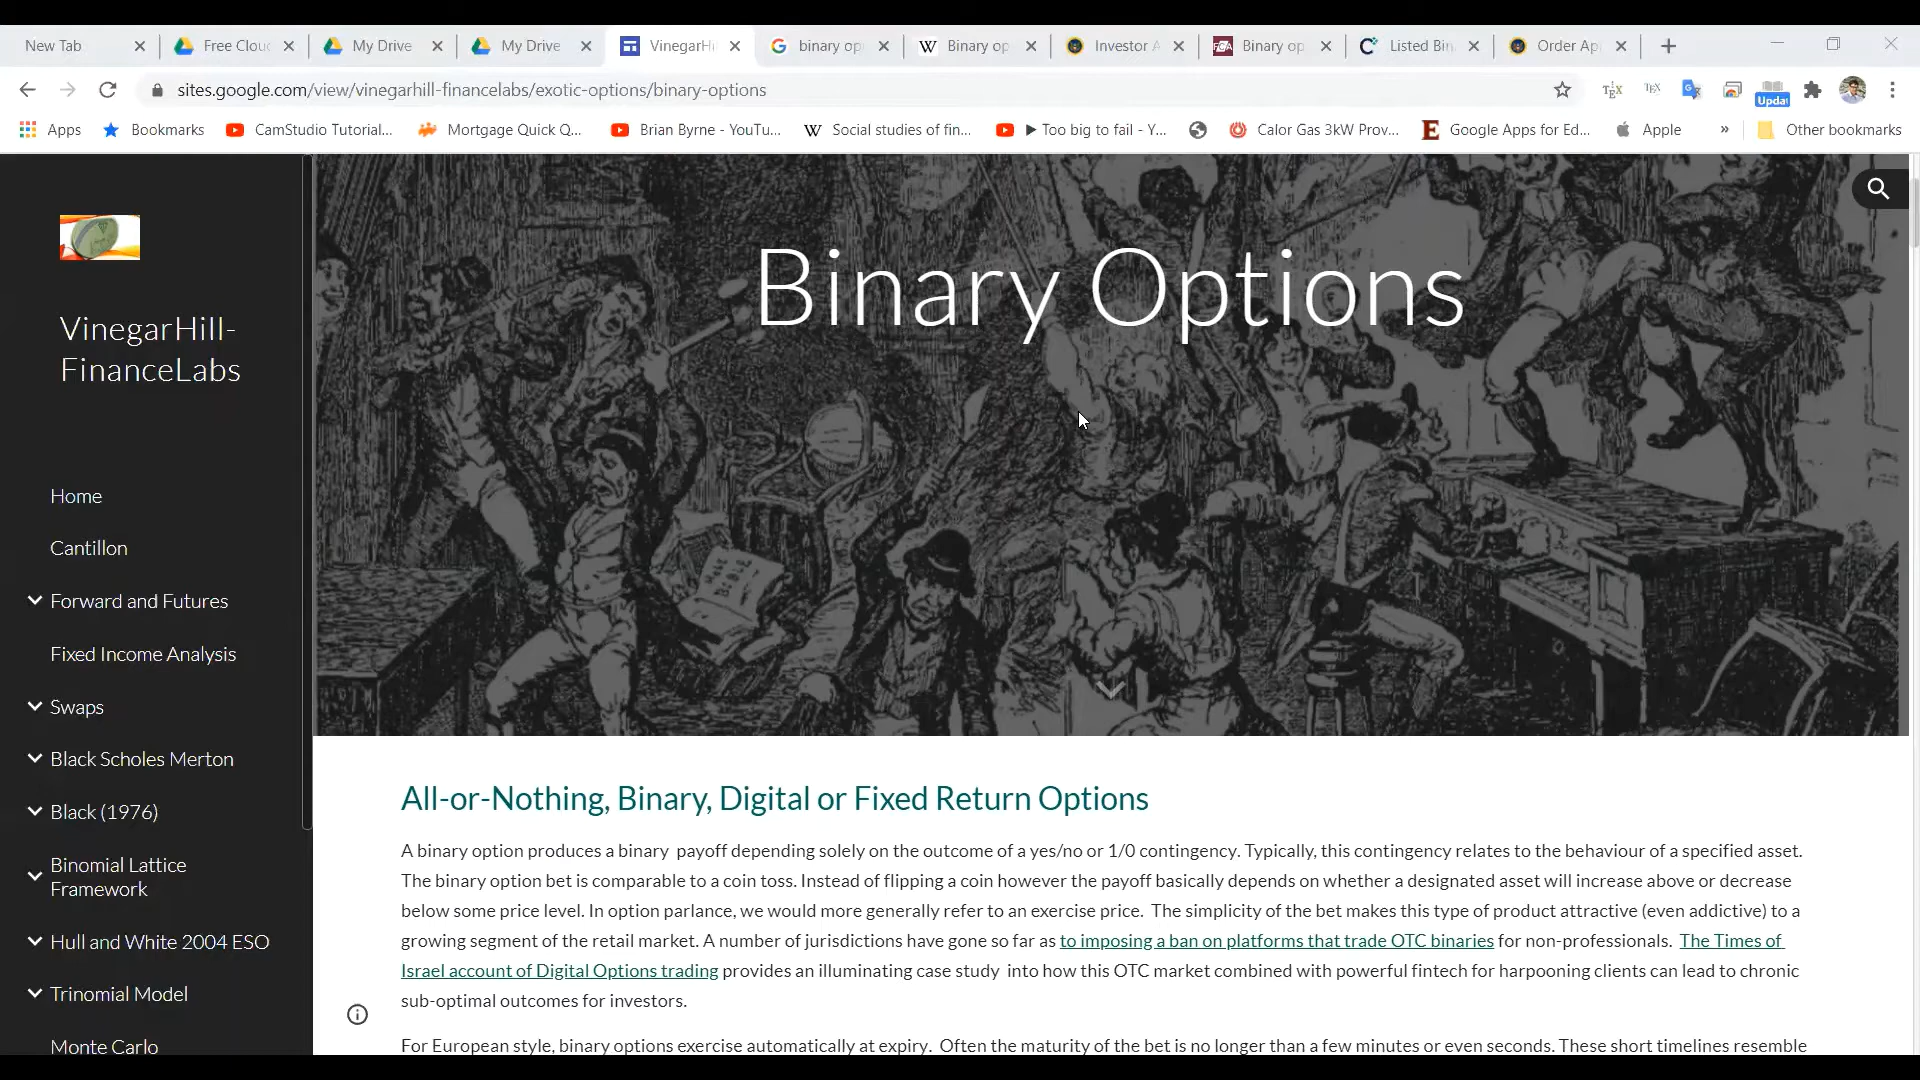 New Tab
Free Clou
My Drive
My Drive
VinegarHi
binary op
Binary op
Investor A
Binary op
Listed Bin
Order Ap
sites.google.com/view/vinegarhill-financelabs/exotic-options/binary-options
Updat
Apps
Bookmarks
CamStudio Tutorial...
Mortgage Quick Q...
Brian Byrne - YouTu...
Social studies of fin...
▶ Too big to fail - Y...
Calor Gas 3kW Prov...
Google Apps for Ed...
Apple
»
Other bookmarks
VinegarHill-
FinanceLabs
Home
Cantillon
Forward and Futures
Fixed Income Analysis
Swaps
Black Scholes Merton
Black (1976)
Binomial Lattice
Framework
Hull and White 2004 ESO
Trinomial Model
Monte Carlo
Binary Options
All-or-Nothing, Binary, Digital or Fixed Return Options
A binary option produces a binary payoff depending solely on the outcome of a yes/no or 1/0 contingency. Typically, this contingency relates to the behaviour of a specified asset.
The binary option bet is comparable to a coin toss. Instead of flipping a coin however the payoff basically depends on whether a designated asset will increase above or decrease
below some price level. In option parlance, we would more generally refer to an exercise price. The simplicity of the bet makes this type of product attractive (even addictive) to a
growing segment of the retail market. A number of jurisdictions have gone so far as to imposing a ban on platforms that trade OTC binaries for non-professionals. The Times of
Israel account of Digital Options trading provides an illuminating case study into how this OTC market combined with powerful fintech for harpooning clients can lead to chronic
sub-optimal outcomes for investors.
For European style, binary options exercise automatically at expiry. Often the maturity of the bet is no longer than a few minutes or even seconds. These short timelines resemble